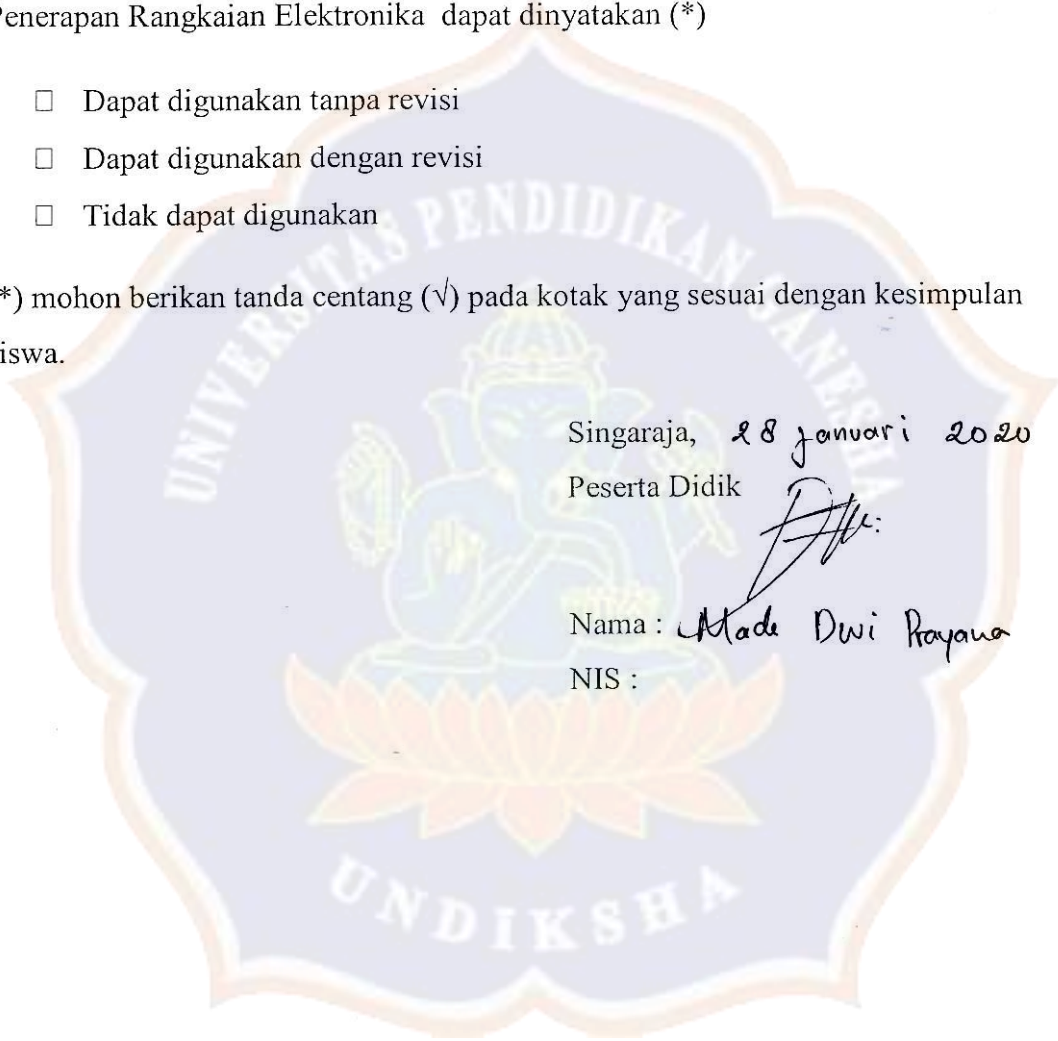 Penerapan Rangkaian Elektronika dapat dinyatakan (*)
□ Dapat digunakan tanpa revisi
□ Dapat digunakan dengan revisi
□ Tidak dapat digunakan
*) mohon berikan tanda centang (√) pada kotak yang sesuai dengan kesimpulan
iswa.
Singaraja, 28 januari 2020
Peserta Didik
Nama : Made Dwi Prayana
NIS :
UNIVERSITAS PENDIDIKAN GANESHA
UNDIKSHA